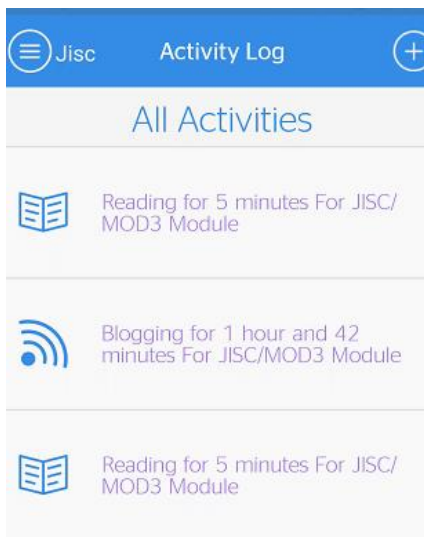 Jisc Activity Log
All Activities
Reading for 5 minutes For JISC/
MOD3 Module
Blogging for 1 hour and 42
minutes For JISC/MOD3 Module
Reading for 5 minutes For JISC/
MOD3 Module